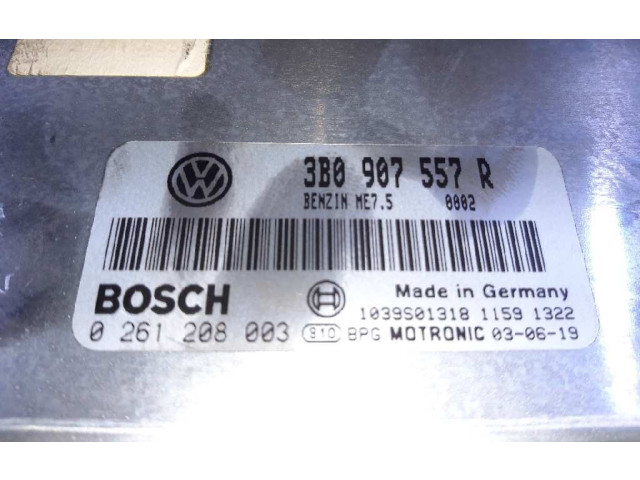 3B0 907 557 R
BENZIN ME7.5 0002
BOSCH Made in Germany
1039S01318 1159 1322
0 261 208 003 910 BPG MOTRONIC 03-06-19